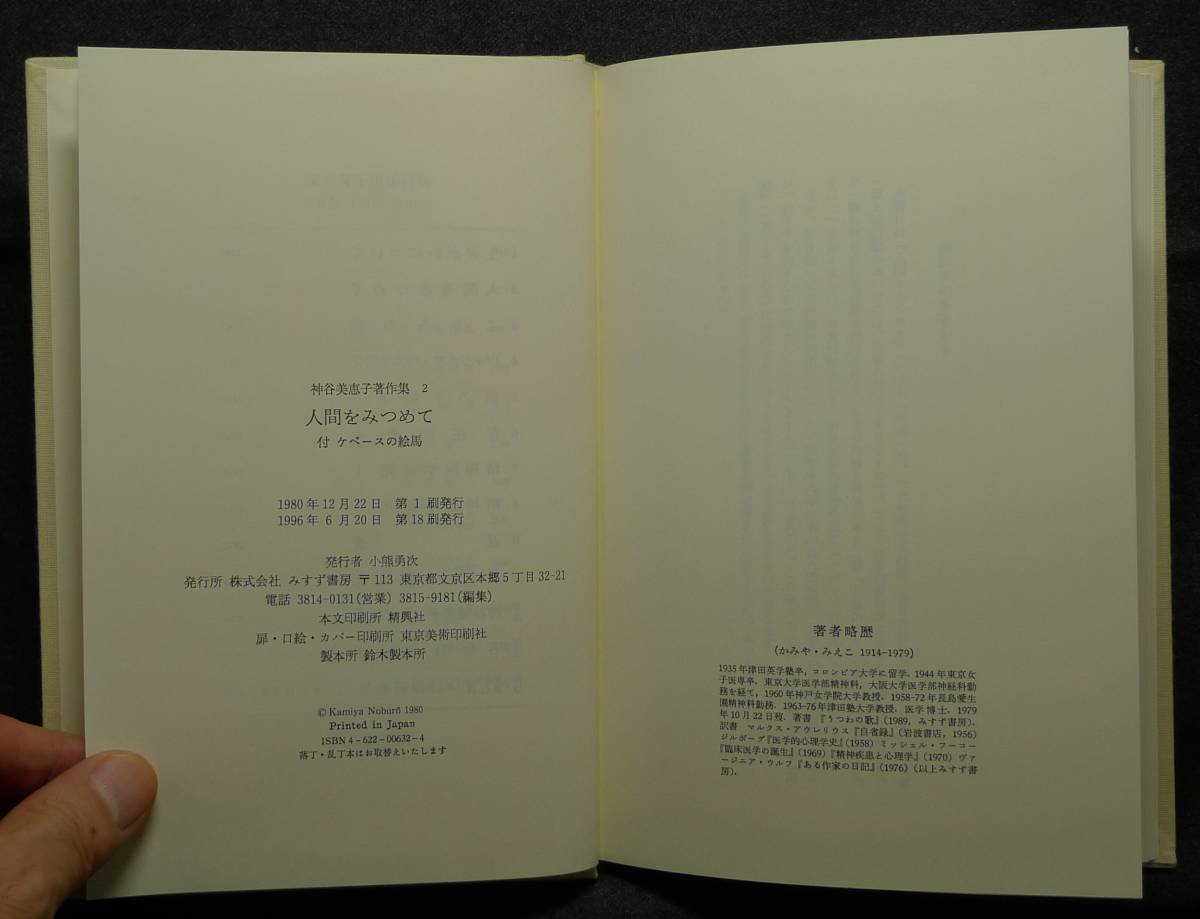 神谷美恵子著作集 2
人間をみつめて
付 ケベースの絵馬
1980年12月22日 第1刷発行
1996年6月20日 第18刷発行
発行者 小熊勇次
発行所 株式会社 みすず書房 〒113 東京都文京区本郷5丁目32-21
電話 3814-0131(営業) 3815-9181(編集)
本文印刷所 精興社
扉・口絵・カバー印刷所 東京美術印刷社
製本所 鈴木製本所
© Kamiya Noburô 1980
Printed in Japan
ISBN 4-622-00632-4
落丁・乱丁本はお取替えいたします
著者略歴
(かみや・みえこ 1914-1979)
1935年津田英学塾卒,コロンビア大学に留学.1944年東京女
子医専卒.東京大学医学部精神科,大阪大学医学部神経科勤
務を経て,1960年神戸女学院大学教授.1958-72年長島愛生
園精神科勤務.1963-76年津田塾大学教授.医学博士.1979
年10月22日歿.著書『うつわの歌』(1989,みすず書房).
訳書 マルクス・アウレリウス『自省録』(岩波書店,1956)
ジルボーグ『医学的心理学史』(1958) ミッシェル・フーコー
『臨床医学の誕生』(1969)『精神疾患と心理学』(1970) ヴァ
ージニア・ウルフ『ある作家の日記』(1976)(以上みすず書
房).